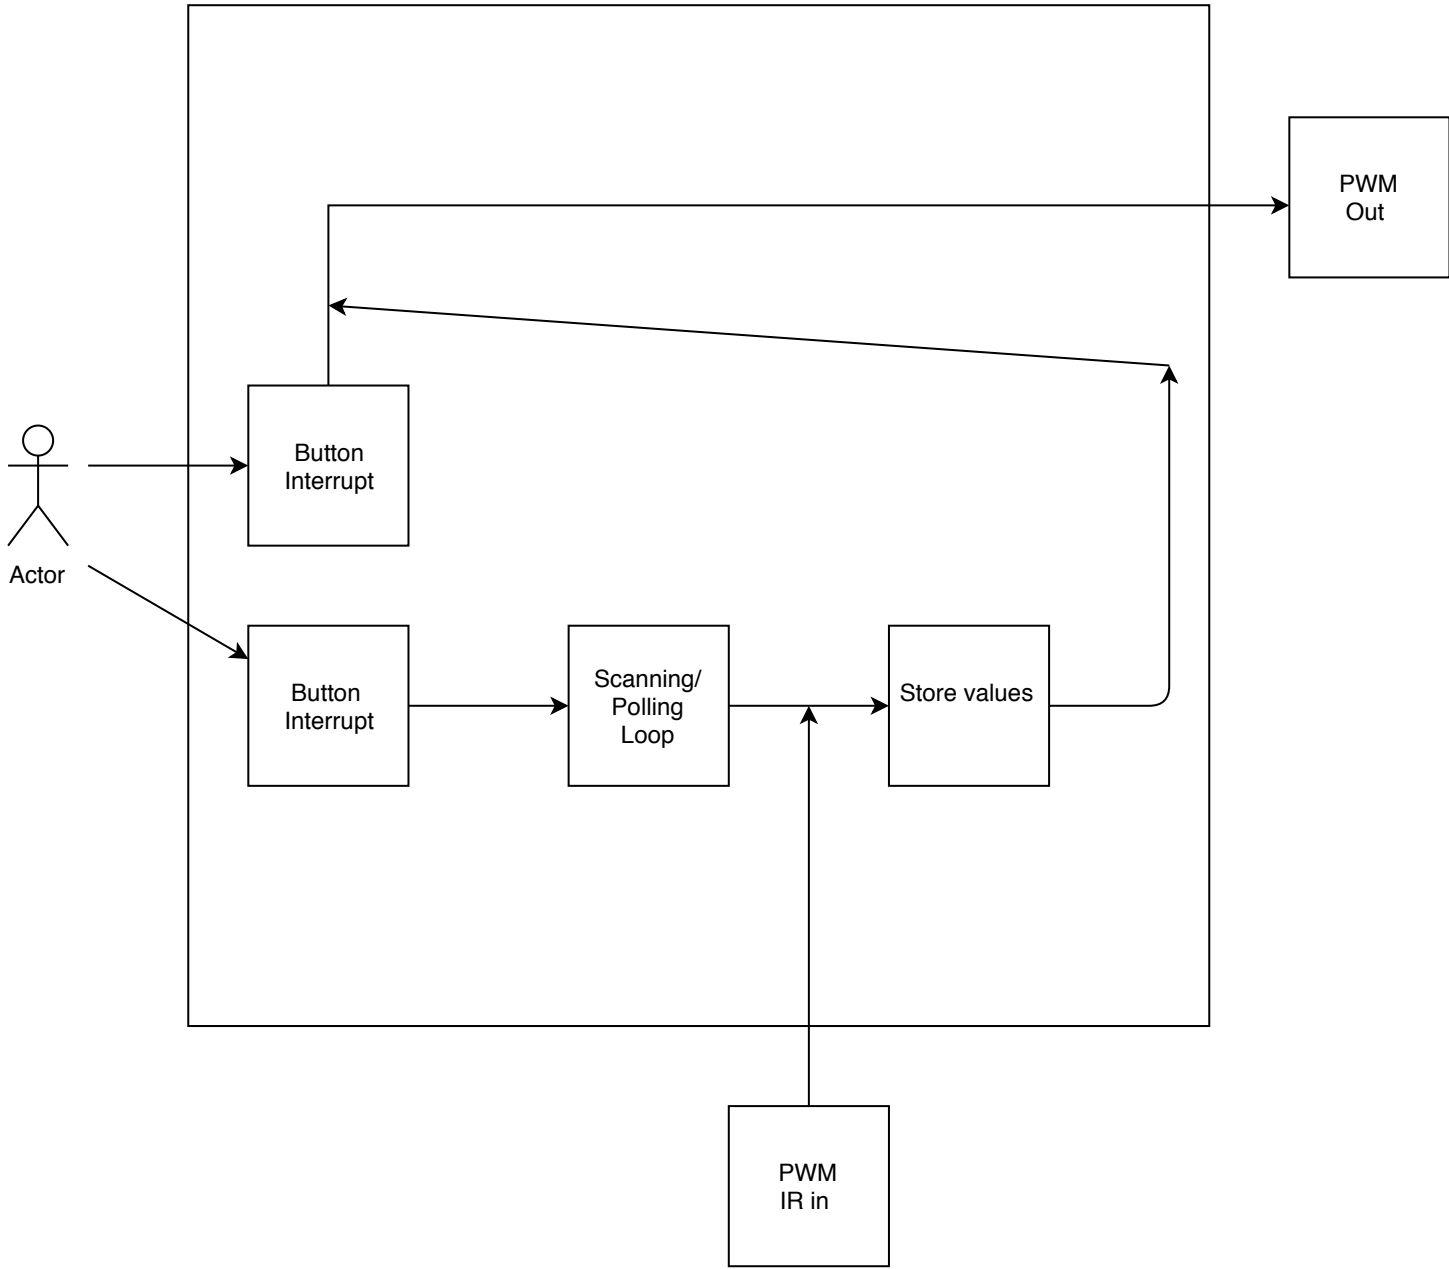 PWM
Out
Button
Interrupt
Actor
Button
Interrupt
Scanning/
Polling
Loop
Store values
PWM
IR in